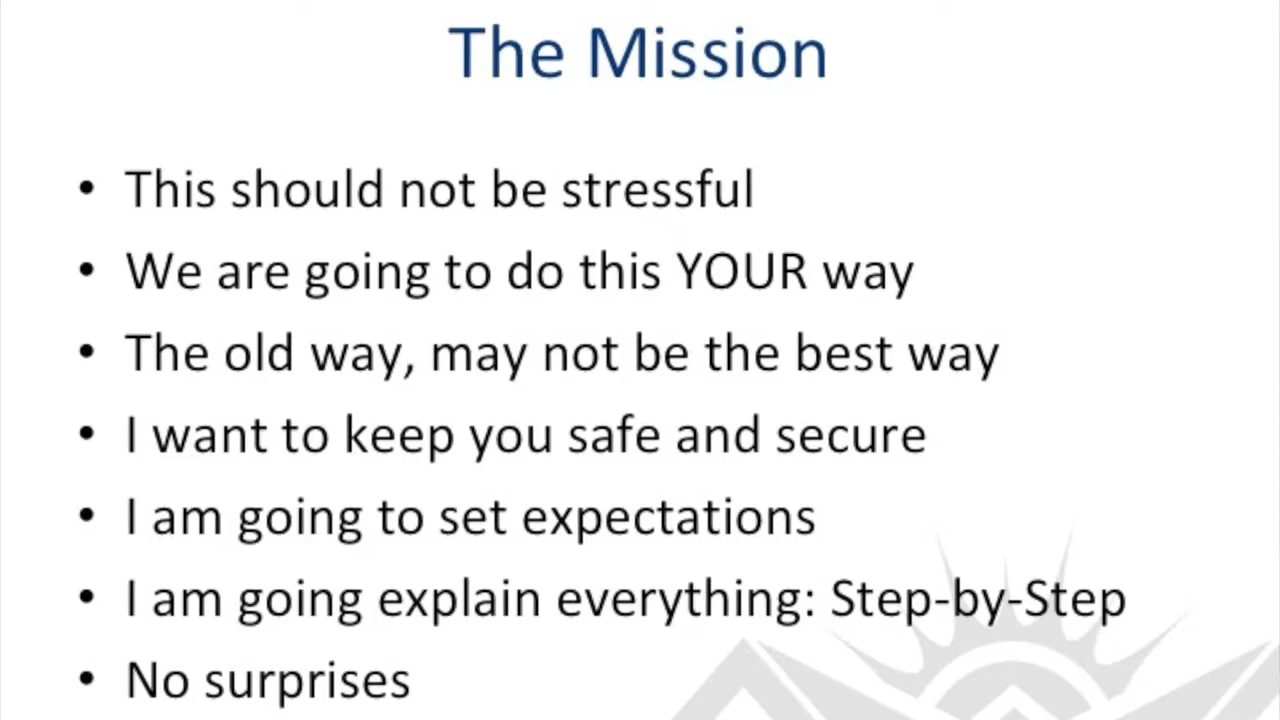 The Mission
• This should not be stressful
• We are going to do this YOUR way
• The old way, may not be the best way
• I want to keep you safe and secure
• I am going to set expectations
• I am going explain everything: Step-by-Step
• No surprises